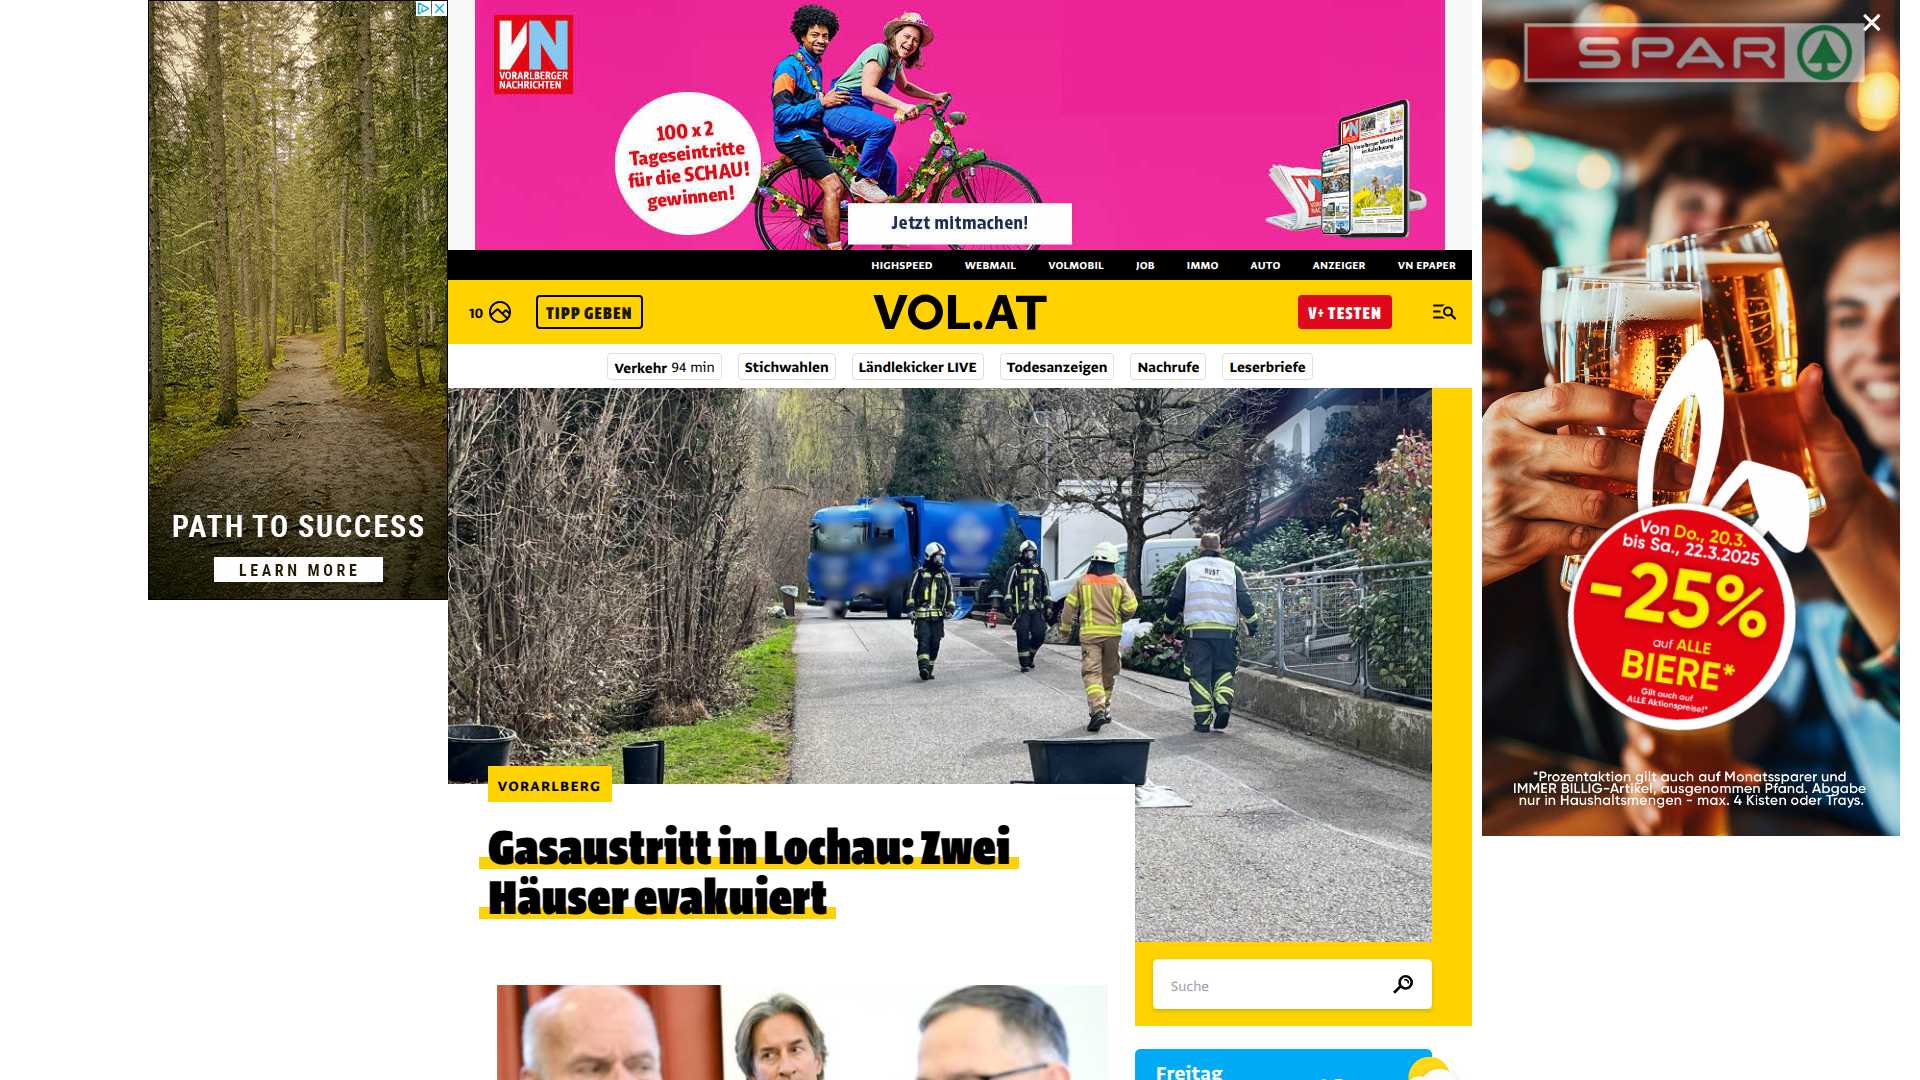 VORARLBERGER
NACHRICHTEN
100 x 2
Tageseintritte
für die SCHAU!
gewinnen!
Jetzt mitmachen!
SPAR
PATH TO SUCCESS
LEARN MORE
HIGHSPEED WEBMAIL VOLMOBIL JOB IMMO AUTO ANZEIGER VN EPAPER
10 TIPP GEBEN VOL.AT V+ TESTEN
Verkehr 94 min Stichwahlen Ländlekicker LIVE Todesanzeigen Nachrufe Leserbriefe
Von Do., 20.3.
bis Sa., 22.3.2025
-25%
auf ALLE
BIERE*
Gilt auch auf
ALLE Aktionspreise!*
*Prozentaktion gilt auch auf Monatssparer und
IMMER BILLIG-Artikel, ausgenommen Pfand. Abgabe
nur in Haushaltsmengen - max. 4 Kisten oder Trays.
VORARLBERG
Gasaustritt in Lochau: Zwei
Häuser evakuiert
Suche
Freitag